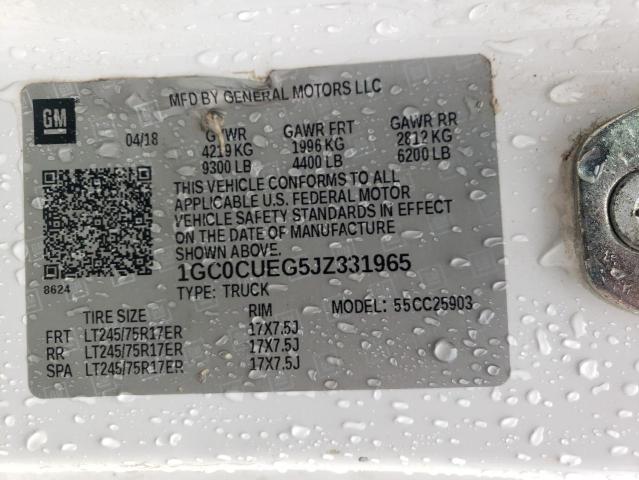 MFD BY GENERAL MOTORS LLC
GM
04/18 GVWR GAWR FRT GAWR RR
4219 KG 1996 KG 2812 KG
9300 LB 4400 LB 6200 LB
THIS VEHICLE CONFORMS TO ALL
APPLICABLE U.S. FEDERAL MOTOR
VEHICLE SAFETY STANDARDS IN EFFECT
ON THE DATE OF MANUFACTURE
SHOWN ABOVE.
8624
1GC0CUEG5JZ331965
TYPE: TRUCK MODEL: 55CC25903
TIRE SIZE RIM
FRT LT245/75R17ER 17X7.5J
RR LT245/75R17ER 17X7.5J
SPA LT245/75R17ER 17X7.5J